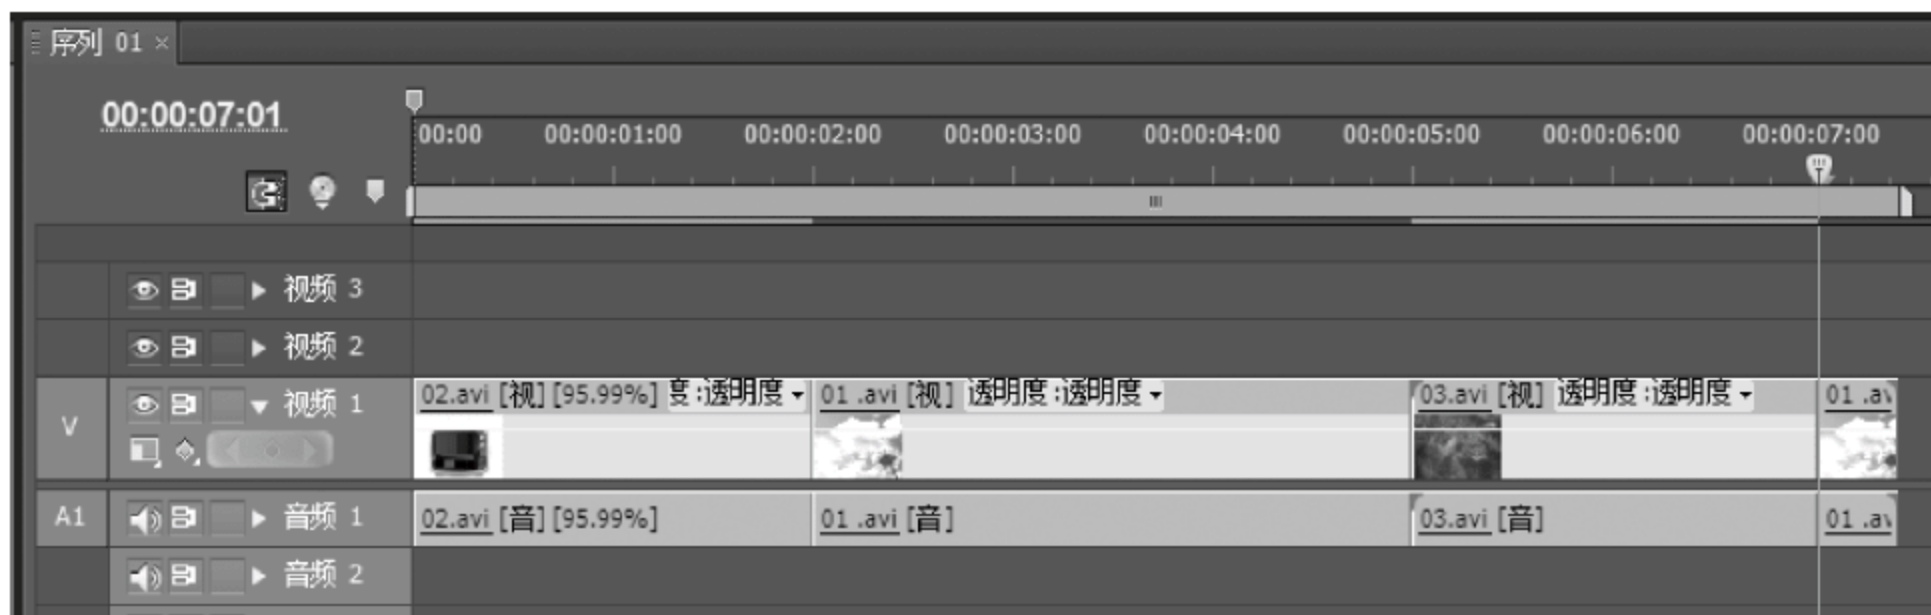 序列 01 ×
00:00:07:01
00:00 00:00:01:00 00:00:02:00 00:00:03:00 00:00:04:00 00:00:05:00 00:00:06:00 00:00:07:00
视频 3
视频 2
V 视频 1 02.avi [视] [95.99%] 度:透明度 01 .avi [视] 透明度:透明度 03.avi [视] 透明度:透明度 01 .av
A1 音频 1 02.avi [音] [95.99%] 01 .avi [音] 03.avi [音] 01 .av
音频 2